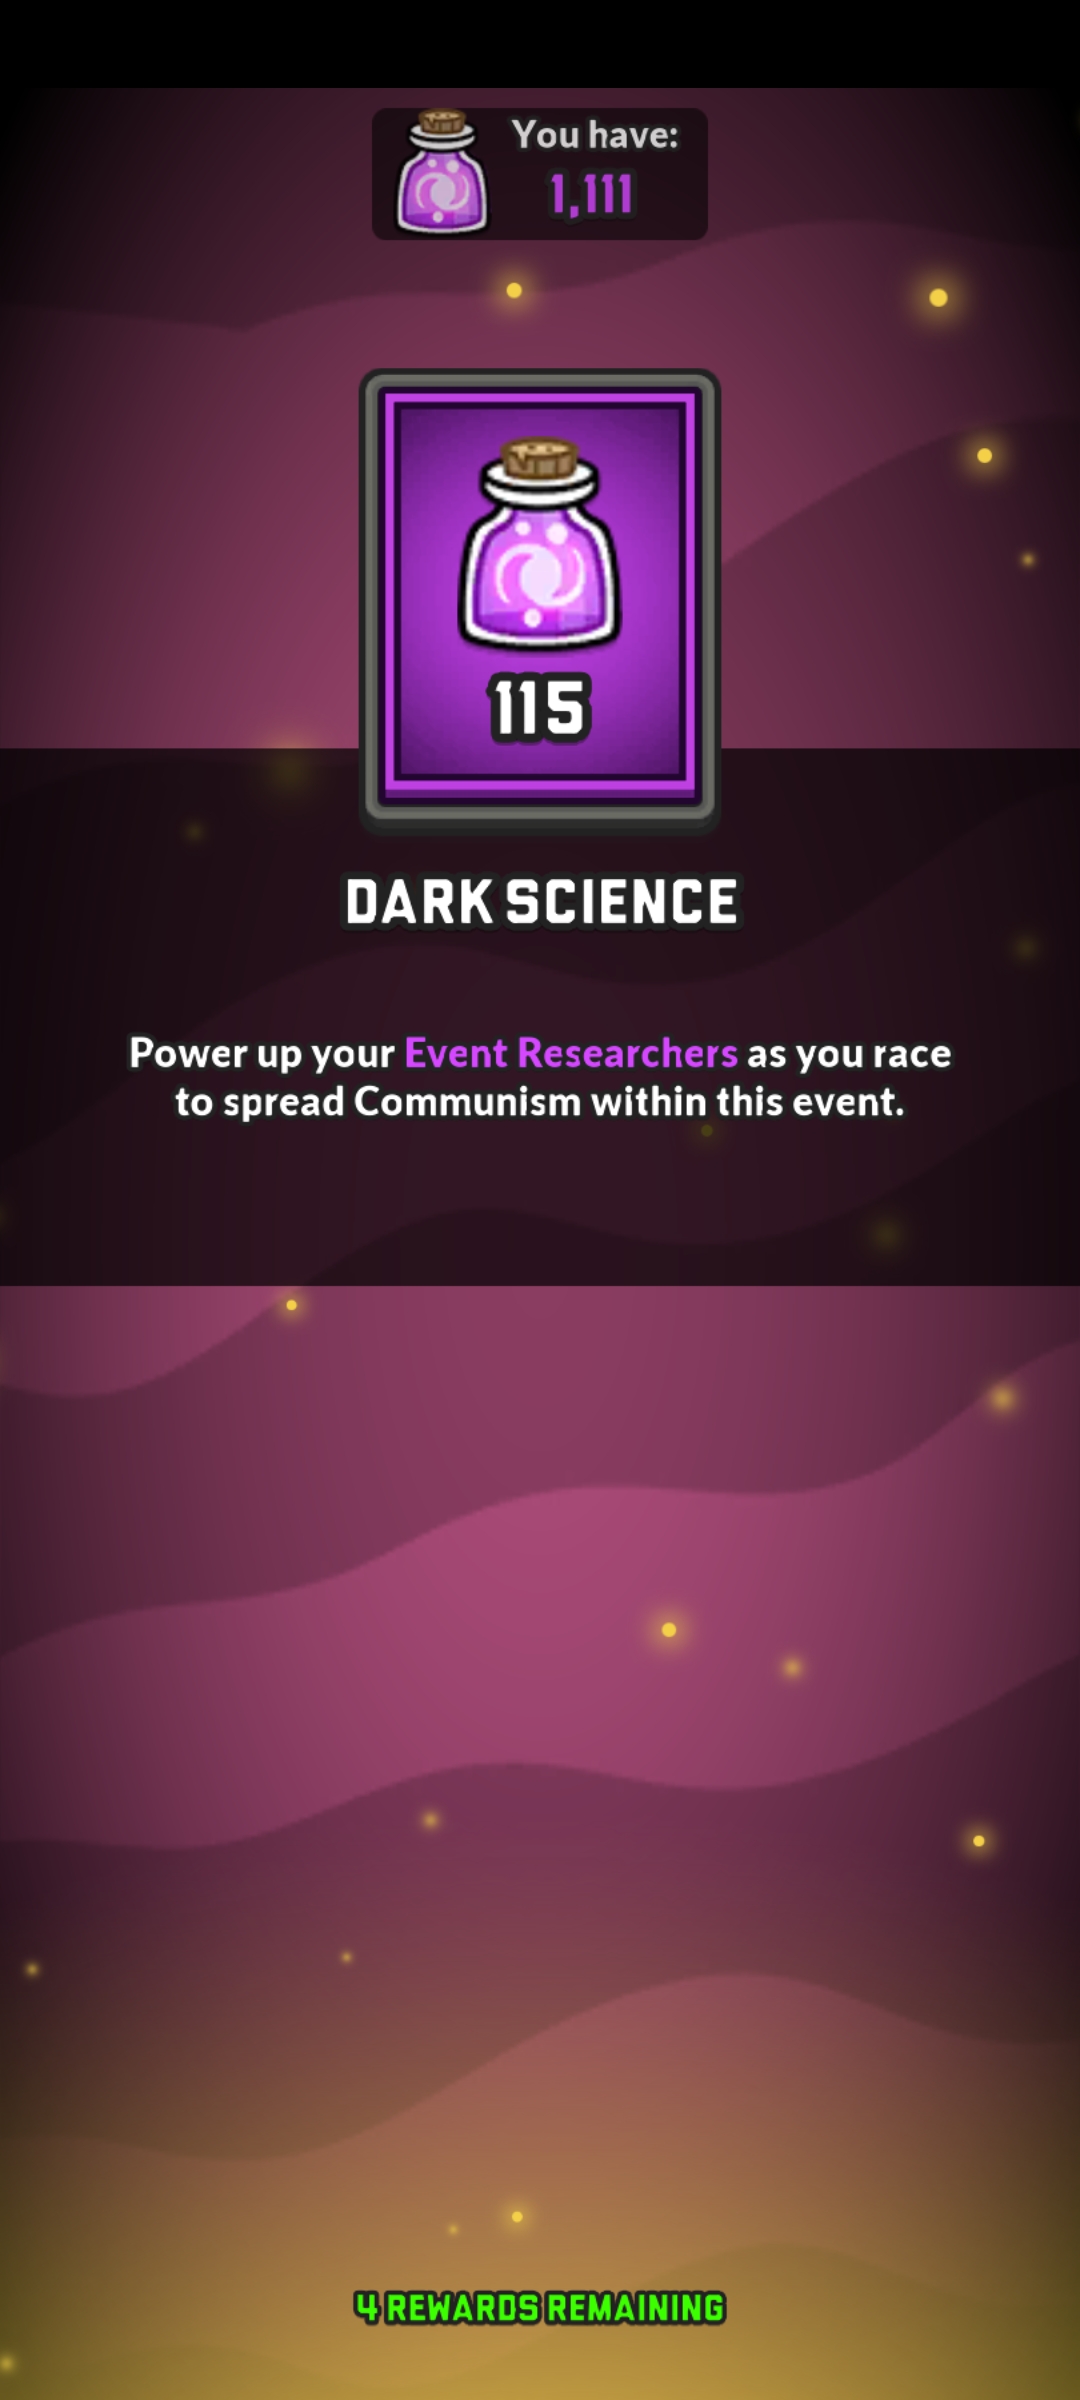 You have:
1,111
115
DARK SCIENCE
Power up your Event Researchers as you race
to spread Communism within this event.
4 REWARDS REMAINING